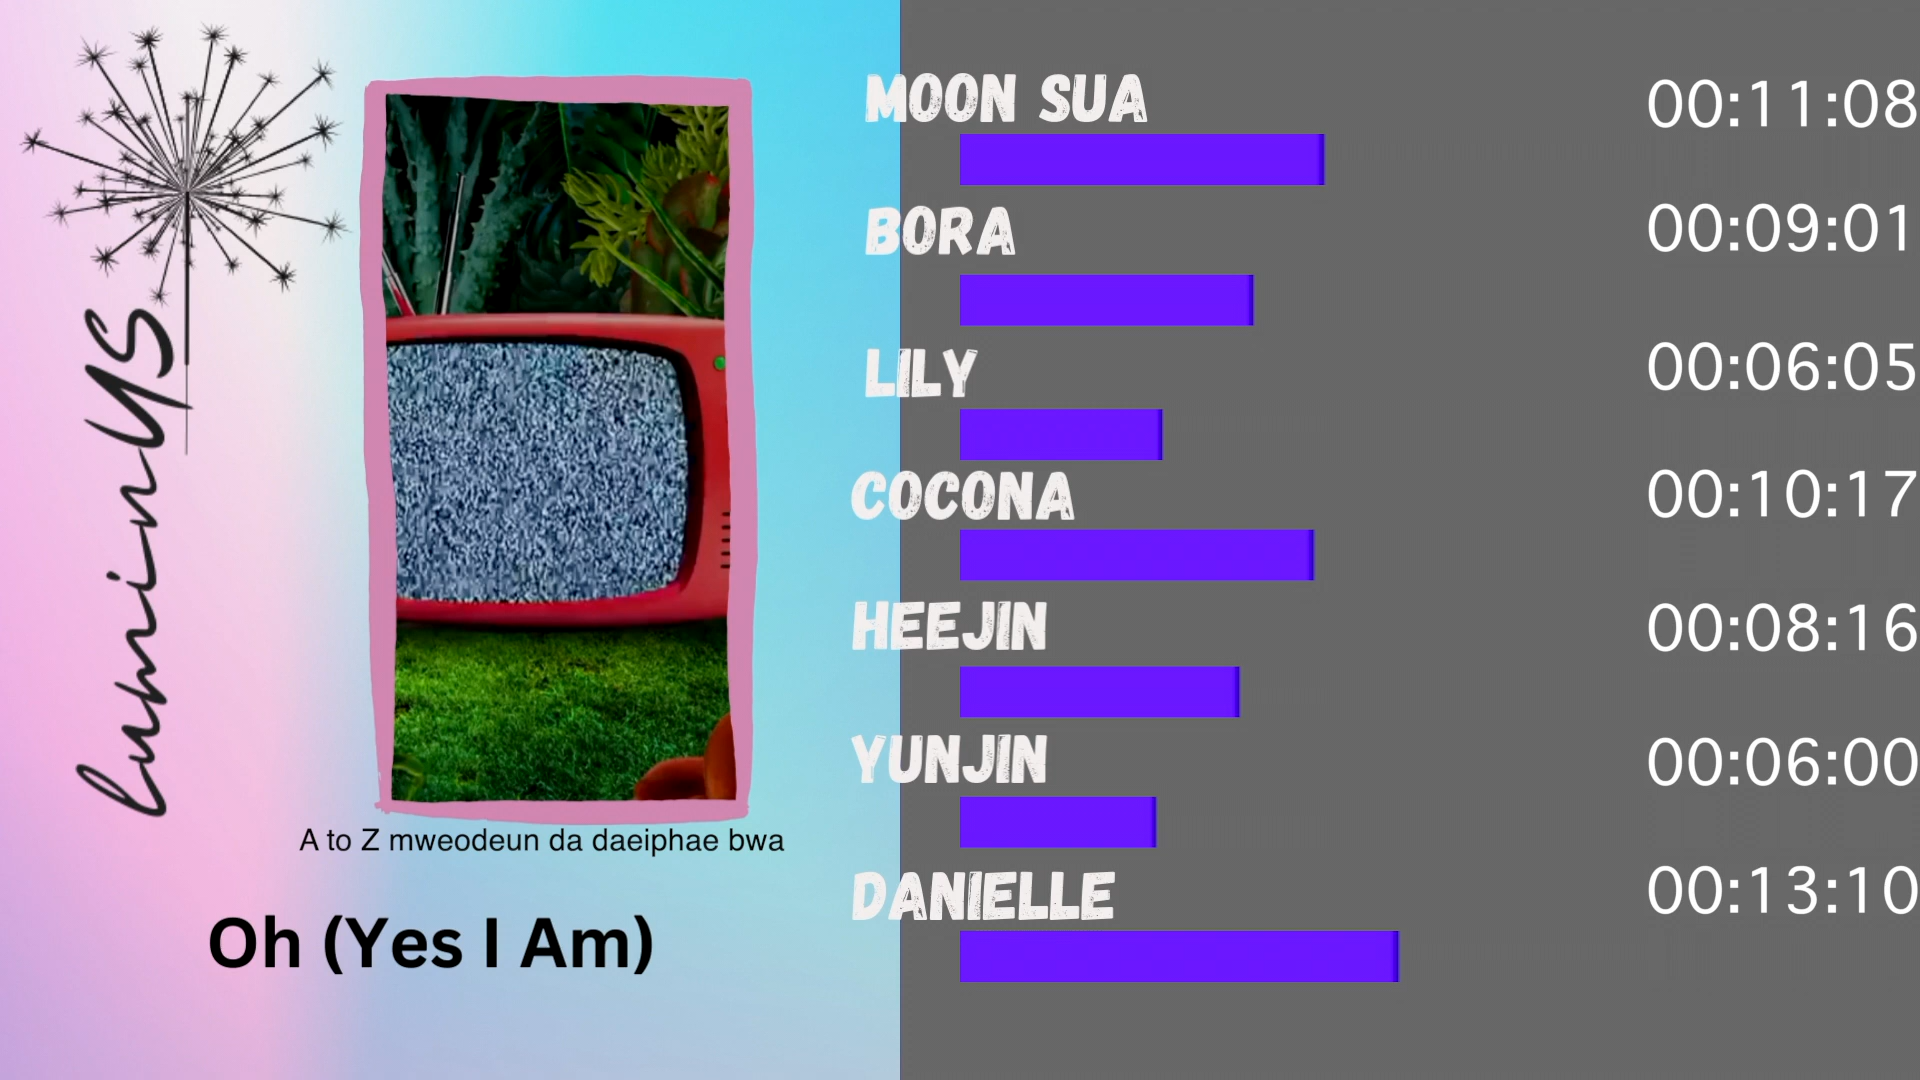 luminUS
A to Z mweodeun da daeiphae bwa
Oh (Yes I Am)
MOON SUA 00:11:08
BORA 00:09:01
LILY 00:06:05
COCONA 00:10:17
HEEJIN 00:08:16
YUNJIN 00:06:00
DANIELLE 00:13:10